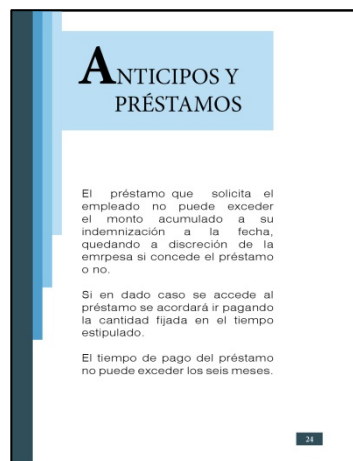 ANTICIPOS Y
PRÉSTAMOS
El préstamo que solicita el
empleado no puede exceder
el monto acumulado a su
indemnización a la fecha,
quedando a discreción de la
emrpesa si concede el préstamo
o no.
Si en dado caso se accede al
préstamo se acordará ir pagando
la cantidad fijada en el tiempo
estipulado.
El tiempo de pago del préstamo
no puede exceder los seis meses.
24